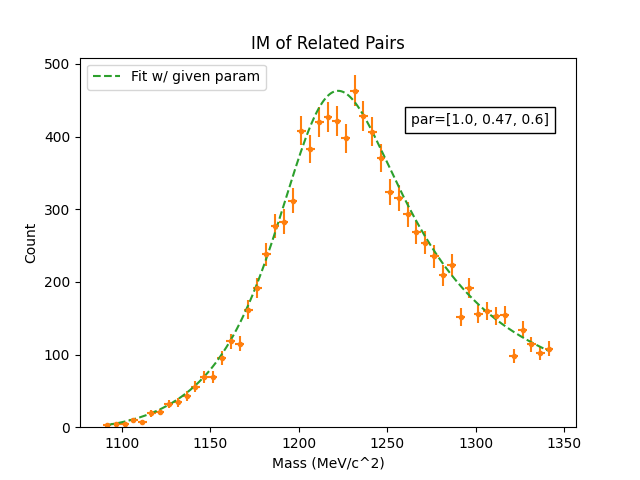 IM of Related Pairs
Fit w/ given param
par=[1.0, 0.47, 0.6]
Count
500
400
300
200
100
0
1100 1150 1200 1250 1300 1350
Mass (MeV/c^2)